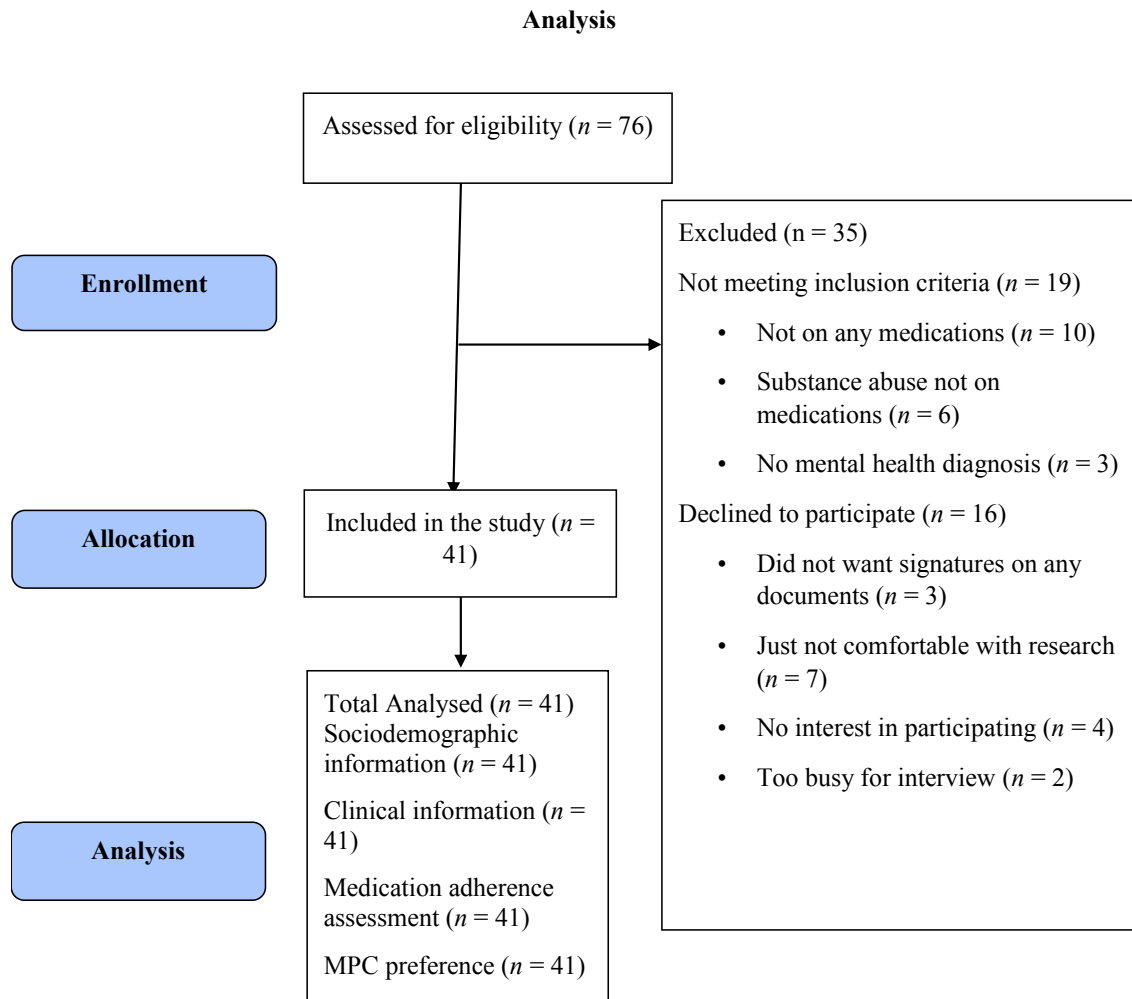 Analysis
Assessed for eligibility (n = 76)
Enrollment
Excluded (n = 35)
Not meeting inclusion criteria (n = 19)
• Not on any medications (n = 10)
• Substance abuse not on
medications (n = 6)
• No mental health diagnosis (n = 3)
Declined to participate (n = 16)
• Did not want signatures on any
documents (n = 3)
• Just not comfortable with research
(n = 7)
• No interest in participating (n = 4)
• Too busy for interview (n = 2)
Allocation
Included in the study (n =
41)
Analysis
Total Analysed (n = 41)
Sociodemographic
information (n = 41)
Clinical information (n =
41)
Medication adherence
assessment (n = 41)
MPC preference (n = 41)